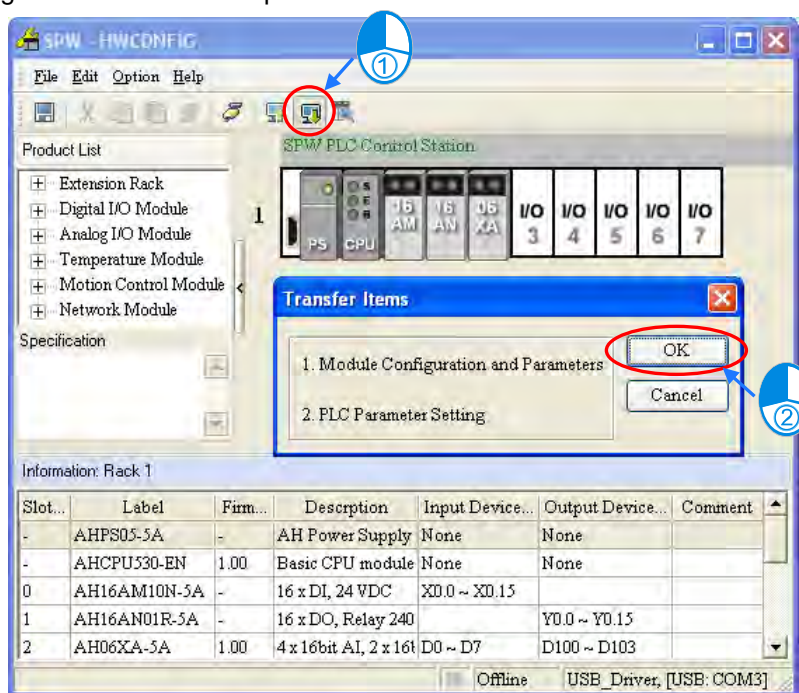 SPW - HWCONFIG
①
File Edit Option Help
Product List
SPW PLC Control Station
Extension Rack
Digital I/O Module
Analog I/O Module
Temperature Module
Motion Control Module
Network Module
1
PS CPU 16 AM 16 AN 06 XA I/O 3 I/O 4 I/O 5 I/O 6 I/O 7
Specification
Transfer Items
1. Module Configuration and Parameters
2. PLC Parameter Setting
OK
Cancel
②
Information: Rack 1
Slot... Label Firm... Descrption Input Device... Output Device... Comment
- AHPS05-5A - AH Power Supply None None
- AHCPU530-EN 1.00 Basic CPU module None None
0 AH16AM10N-5A - 16 x DI, 24 VDC X0.0 ~ X0.15
1 AH16AN01R-5A - 16 x DO, Relay 240 Y0.0 ~ Y0.15
2 AH06XA-5A 1.00 4 x 16bit AI, 2 x 16 D0 ~ D7 D100 ~ D103
Offline USB_Driver, [USB: COM3]